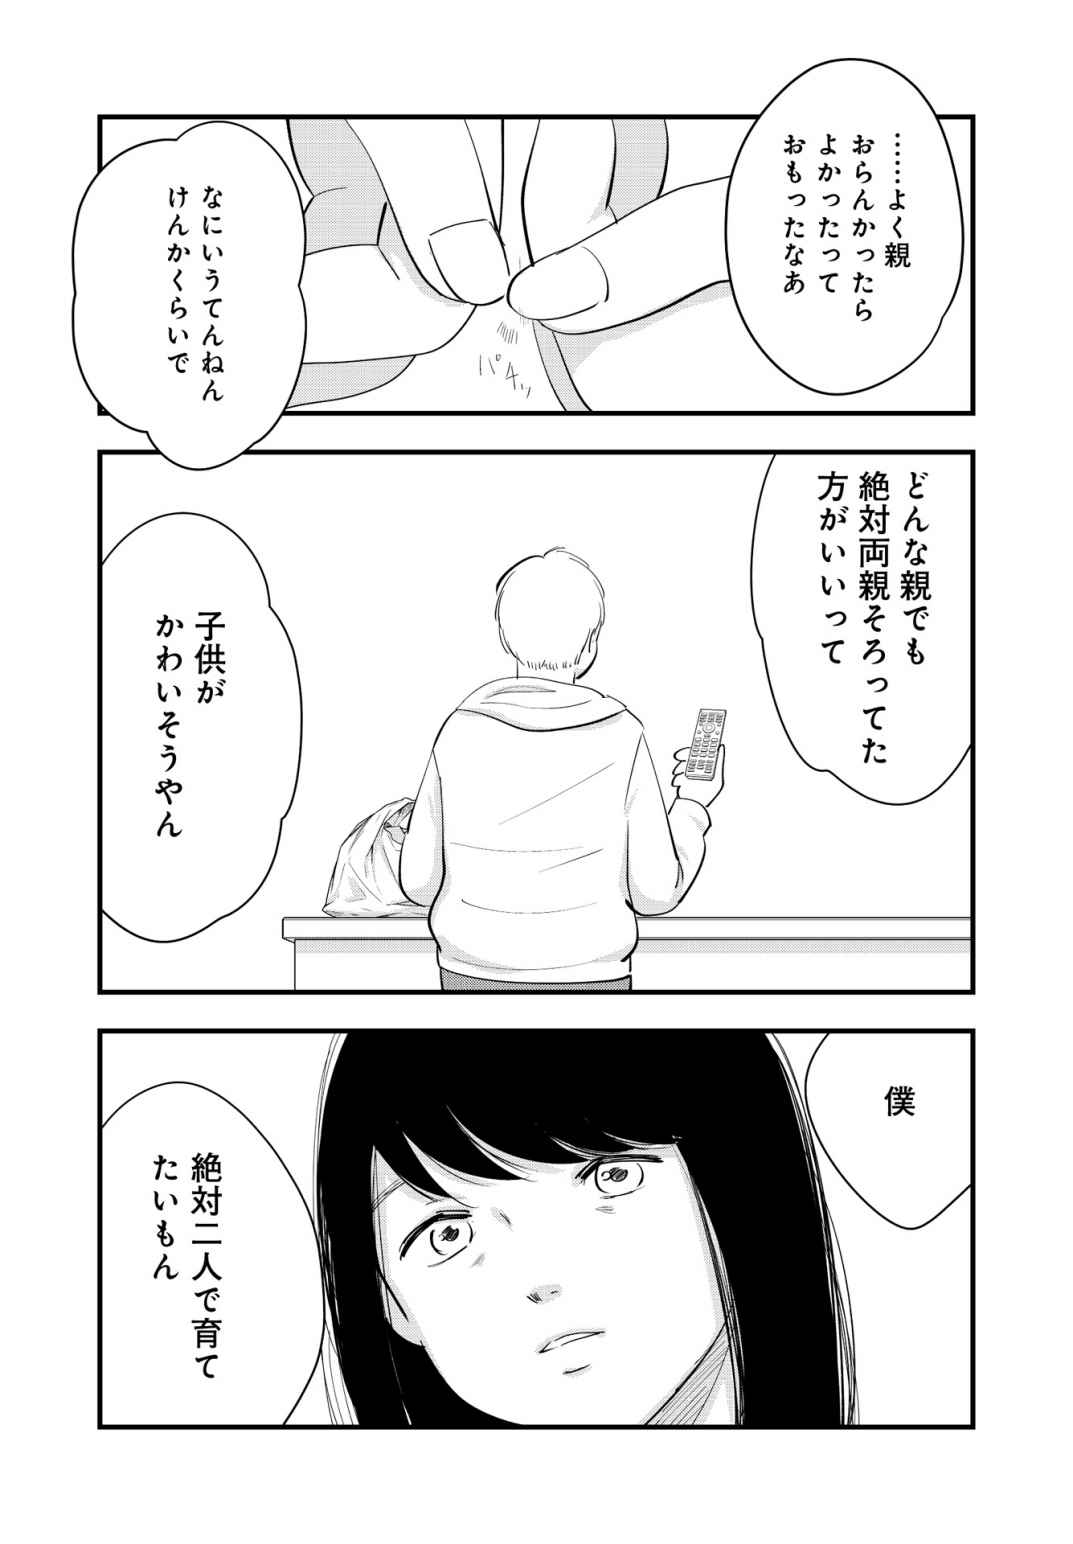 ……よく親
おらんかったら
よかったって
おもったなあ
パチッ
なにいうてんねん
けんかくらいで
どんな親でも
絶対両親そろってた
方がいいって
子供が
かわいそうやん
僕
絶対二人で育て
たいもん